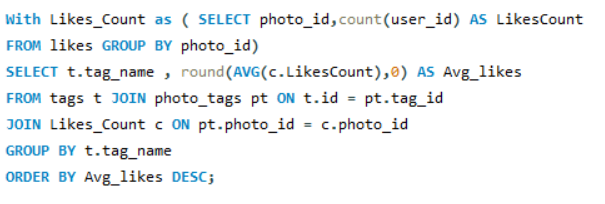 With Likes_Count as ( SELECT photo_id,count(user_id) AS LikesCount
FROM likes GROUP BY photo_id)
SELECT t.tag_name , round(AVG(c.LikesCount),0) AS Avg_likes
FROM tags t JOIN photo_tags pt ON t.id = pt.tag_id
JOIN Likes_Count c ON pt.photo_id = c.photo_id
GROUP BY t.tag_name
ORDER BY Avg_likes DESC;